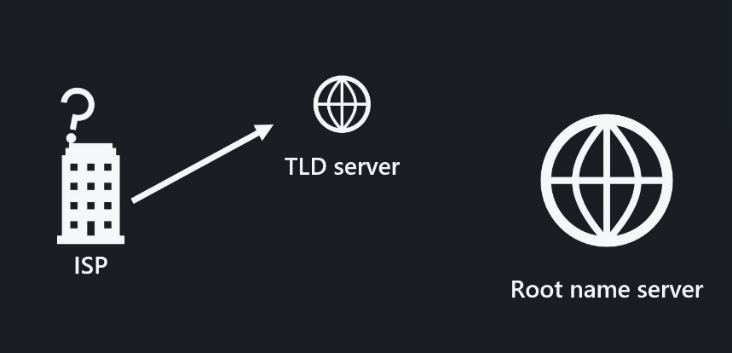 ?
TLD server
ISP
Root name server